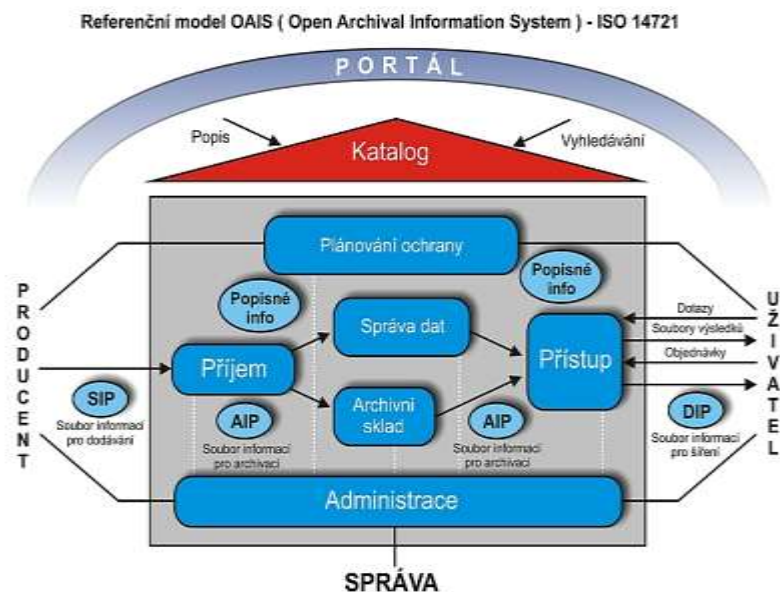 Referenční model OAIS ( Open Archival Information System ) - ISO 14721
PORTÁL
Popis
Vyhledávání
Katalog
Plánování ochrany
Popisné
info
Popisné
info
PRODUCENT
UŽIVATEL
Správa dat
Příjem
Přístup
Dotazy
Soubory výsledků
Objednávky
SIP
Soubor informací
pro dodávání
AIP
Soubor informací
pro archivaci
Archivní
sklad
AIP
Soubor informací
pro archivaci
DIP
Soubor informací
pro šíření
Administrace
SPRÁVA